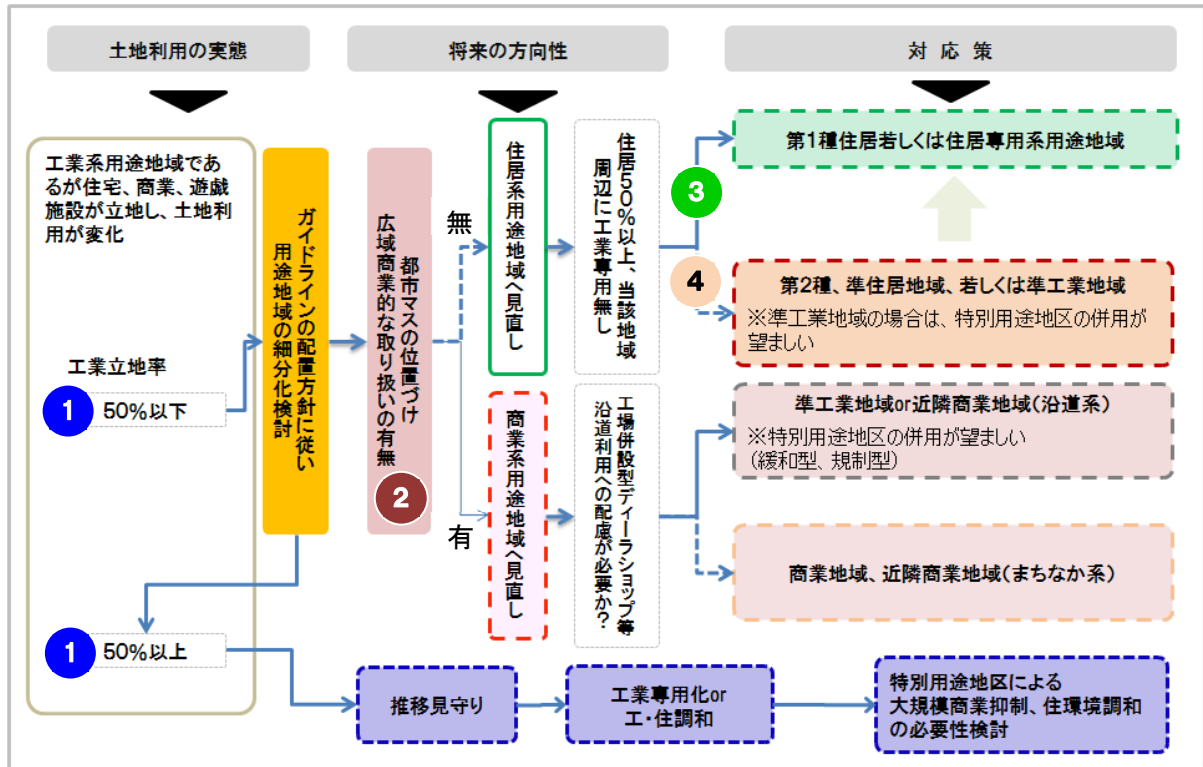 土地利用の実態
将来の方向性
対 応 策
工業系用途地域であ
るが住宅、商業、遊戯
施設が立地し、土地利
用が変化
工業立地率
1
50%以下
1
50%以上
ガイドラインの配置方針に従い
用途地域の細分化検討
都市マスの位置づけ
広域商業的な取り扱いの有無
2
無
有
住居系用途地域へ見直し
商業系用途地域へ見直し
住居50%以上、当該地域
周辺に工業専用無し
工場併設型ディーラショップ等
沿道利用への配慮が必要か?
3
4
第1種住居若しくは住居専用系用途地域
第2種、準住居地域、若しくは準工業地域
※準工業地域の場合は、特別用途地区の併用が
望ましい
準工業地域or近隣商業地域(沿道系)
※特別用途地区の併用が望ましい
(緩和型、規制型)
商業地域、近隣商業地域(まちなか系)
推移見守り
工業専用化or
工・住調和
特別用途地区による
大規模商業抑制、住環境調和
の必要性検討